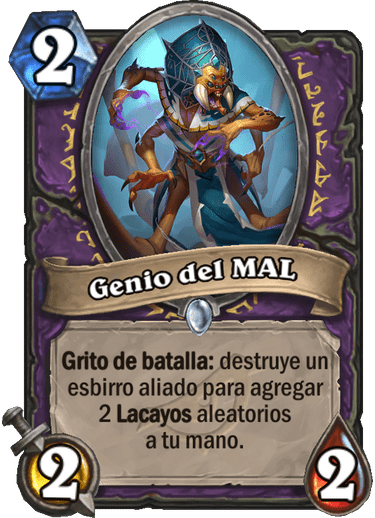 2
Genio del MAL
Grito de batalla: destruye un
esbirro aliado para agregar
2 Lacayos aleatorios
a tu mano.
2
2